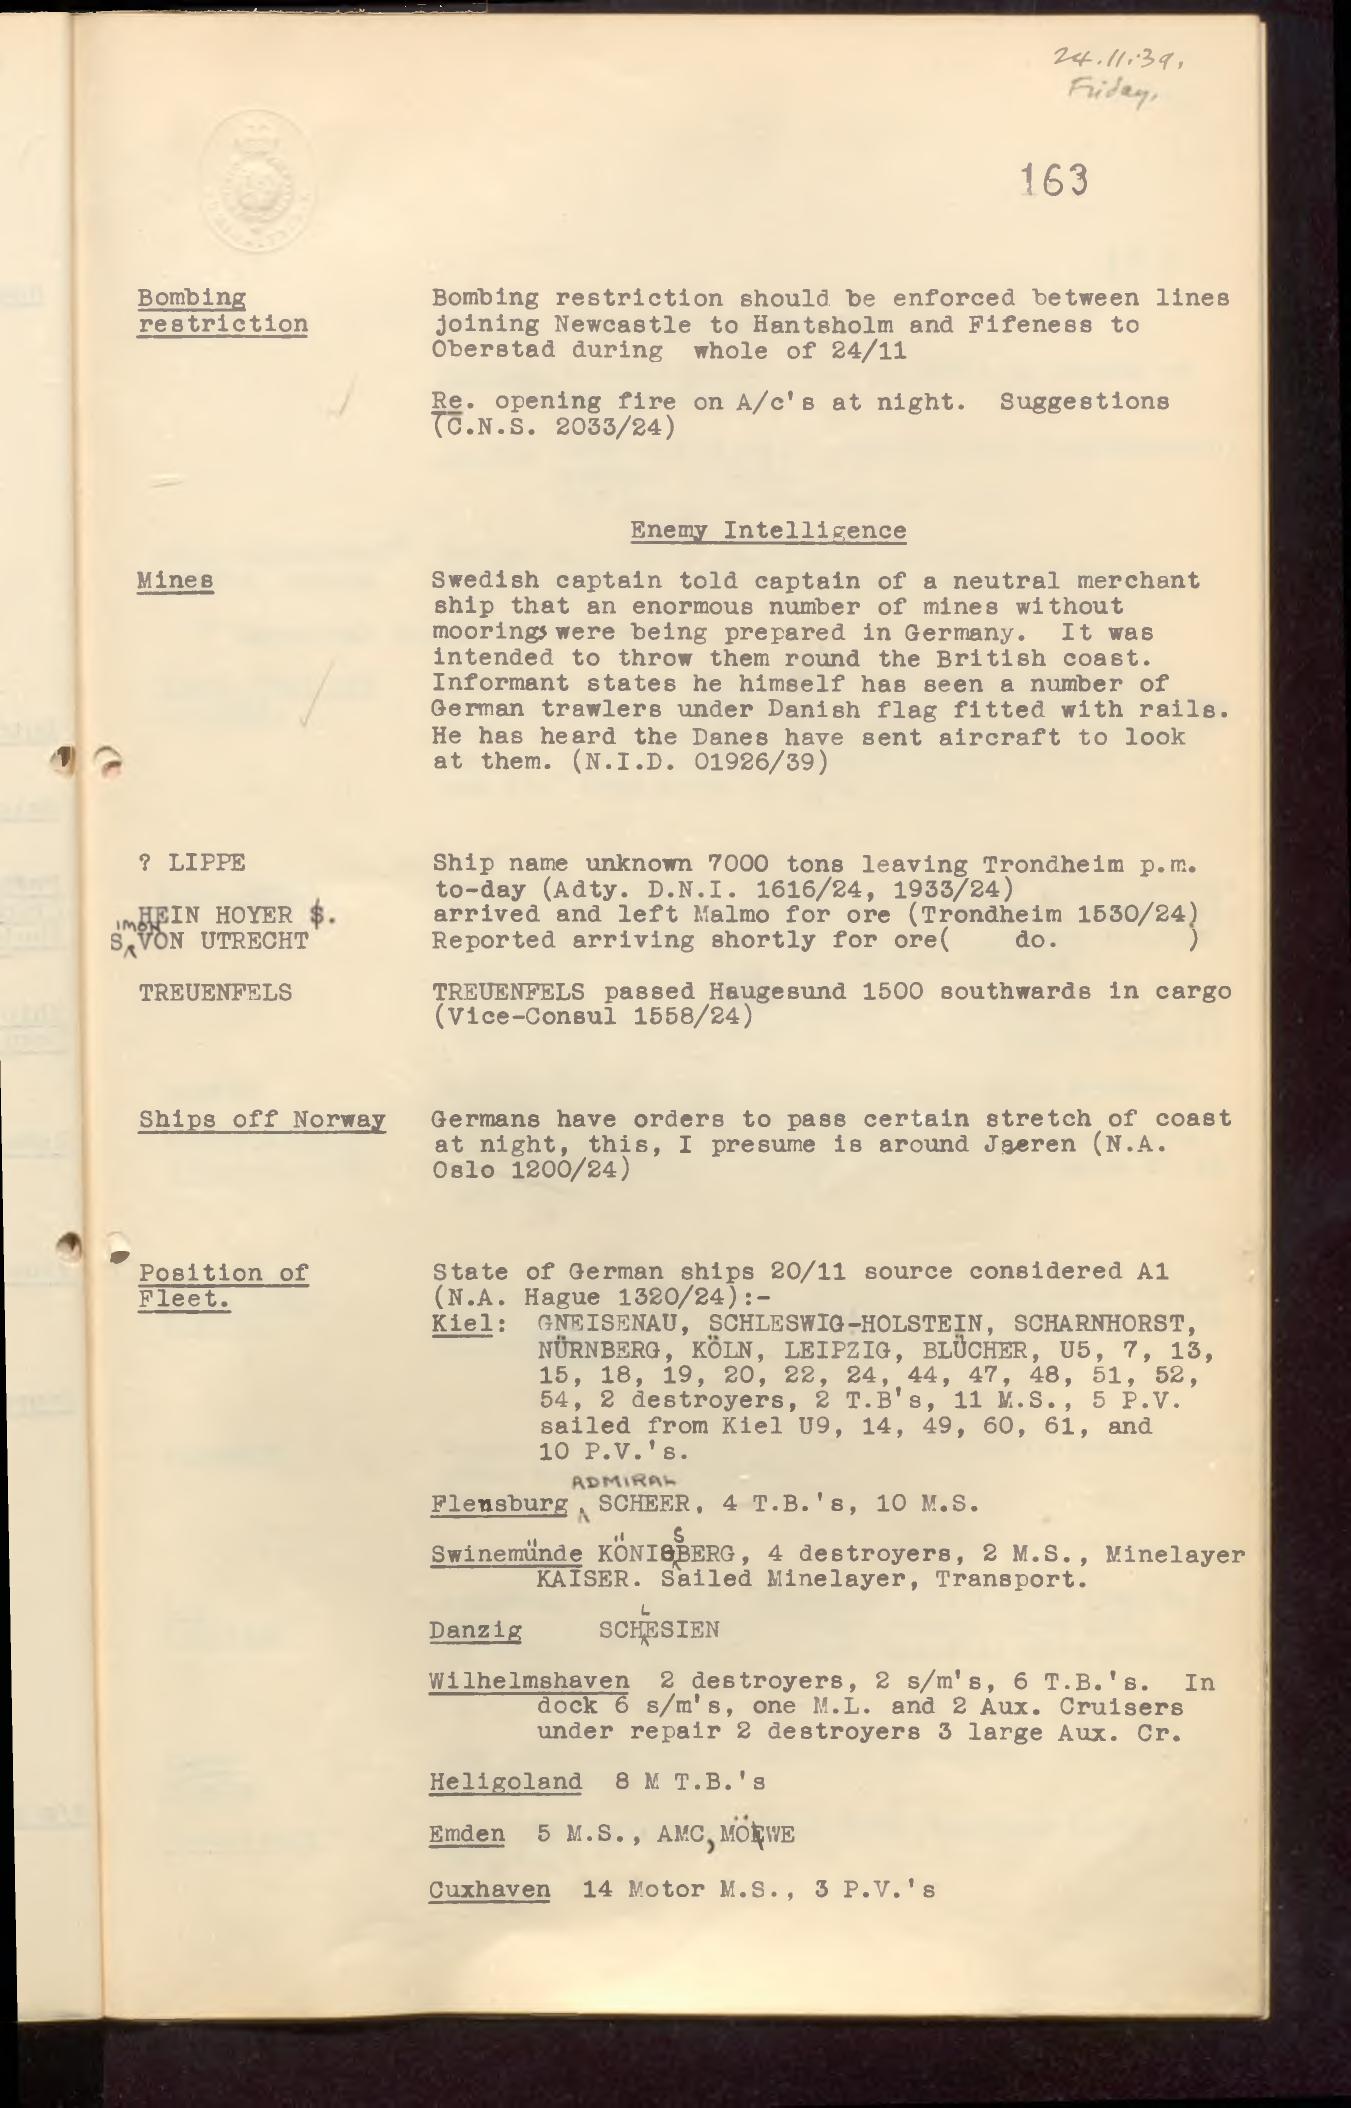 24.11.39.
Friday.
163
Bombing restriction
Bombing restriction should be enforced between lines
joining Newcastle to Hantsholm and Fifeness to
Oberstad during whole of 24/11
Re. opening fire on A/c's at night. Suggestions
(C.N.S. 2033/24)
Enemy Intelligence
Mines
Swedish captain told captain of a neutral merchant
ship that an enormous number of mines without
moorings were being prepared in Germany. It was
intended to throw them round the British coast.
Informant states he himself has seen a number of
German trawlers under Danish flag fitted with rails.
He has heard the Danes have sent aircraft to look
at them. (N.I.D. 01926/39)
? LIPPE
Ship name unknown 7000 tons leaving Trondheim p.m.
to-day (Adty. D.N.I. 1616/24, 1933/24)
HEIN HOYER $. arrived and left Malmo for ore (Trondheim 1530/24)
SIMON VON UTRECHT Reported arriving shortly for ore( do. )
TREUENFELS
TREUENFELS passed Haugesund 1500 southwards in cargo
(Vice-Consul 1558/24)
Ships off Norway
Germans have orders to pass certain stretch of coast
at night, this, I presume is around Jaeren (N.A.
Oslo 1200/24)
Position of
Fleet.
State of German ships 20/11 source considered A1
(N.A. Hague 1320/24):-
Kiel: GNEISENAU, SCHLESWIG-HOLSTEIN, SCHARNHORST,
NÜRNBERG, KÖLN, LEIPZIG, BLÜCHER, U5, 7, 13,
15, 18, 19, 20, 22, 24, 44, 47, 48, 51, 52,
54, 2 destroyers, 2 T.B's, 11 M.S., 5 P.V.
sailed from Kiel U9, 14, 49, 60, 61, and
10 P.V.'s.
Flensburg ADMIRAL SCHEER, 4 T.B.'s, 10 M.S.
Swinemünde KÖNIGSBERG, 4 destroyers, 2 M.S., Minelayer
KAISER. Sailed Minelayer, Transport.
Danzig SCHLESIEN
Wilhelmshaven 2 destroyers, 2 s/m's, 6 T.B.'s. In
dock 6 s/m's, one M.L. and 2 Aux. Cruisers
under repair 2 destroyers 3 large Aux. Cr.
Heligoland 8 M T.B.'s
Emden 5 M.S., AMC, MÖWE
Cuxhaven 14 Motor M.S., 3 P.V.'s